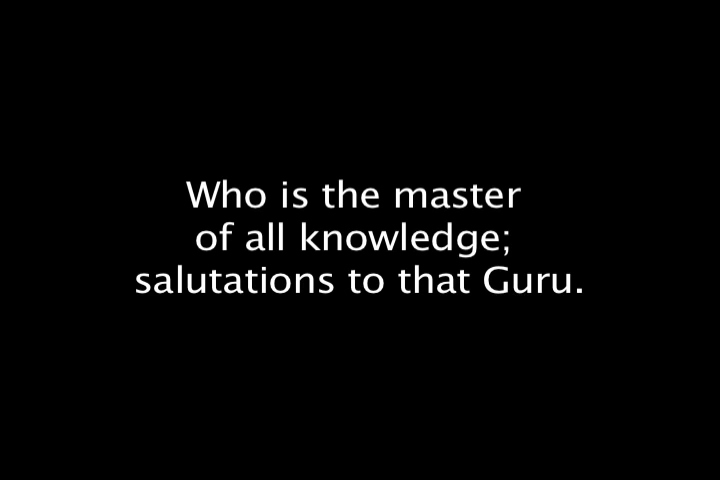 Who is the master
of all knowledge;
salutations to that Guru.